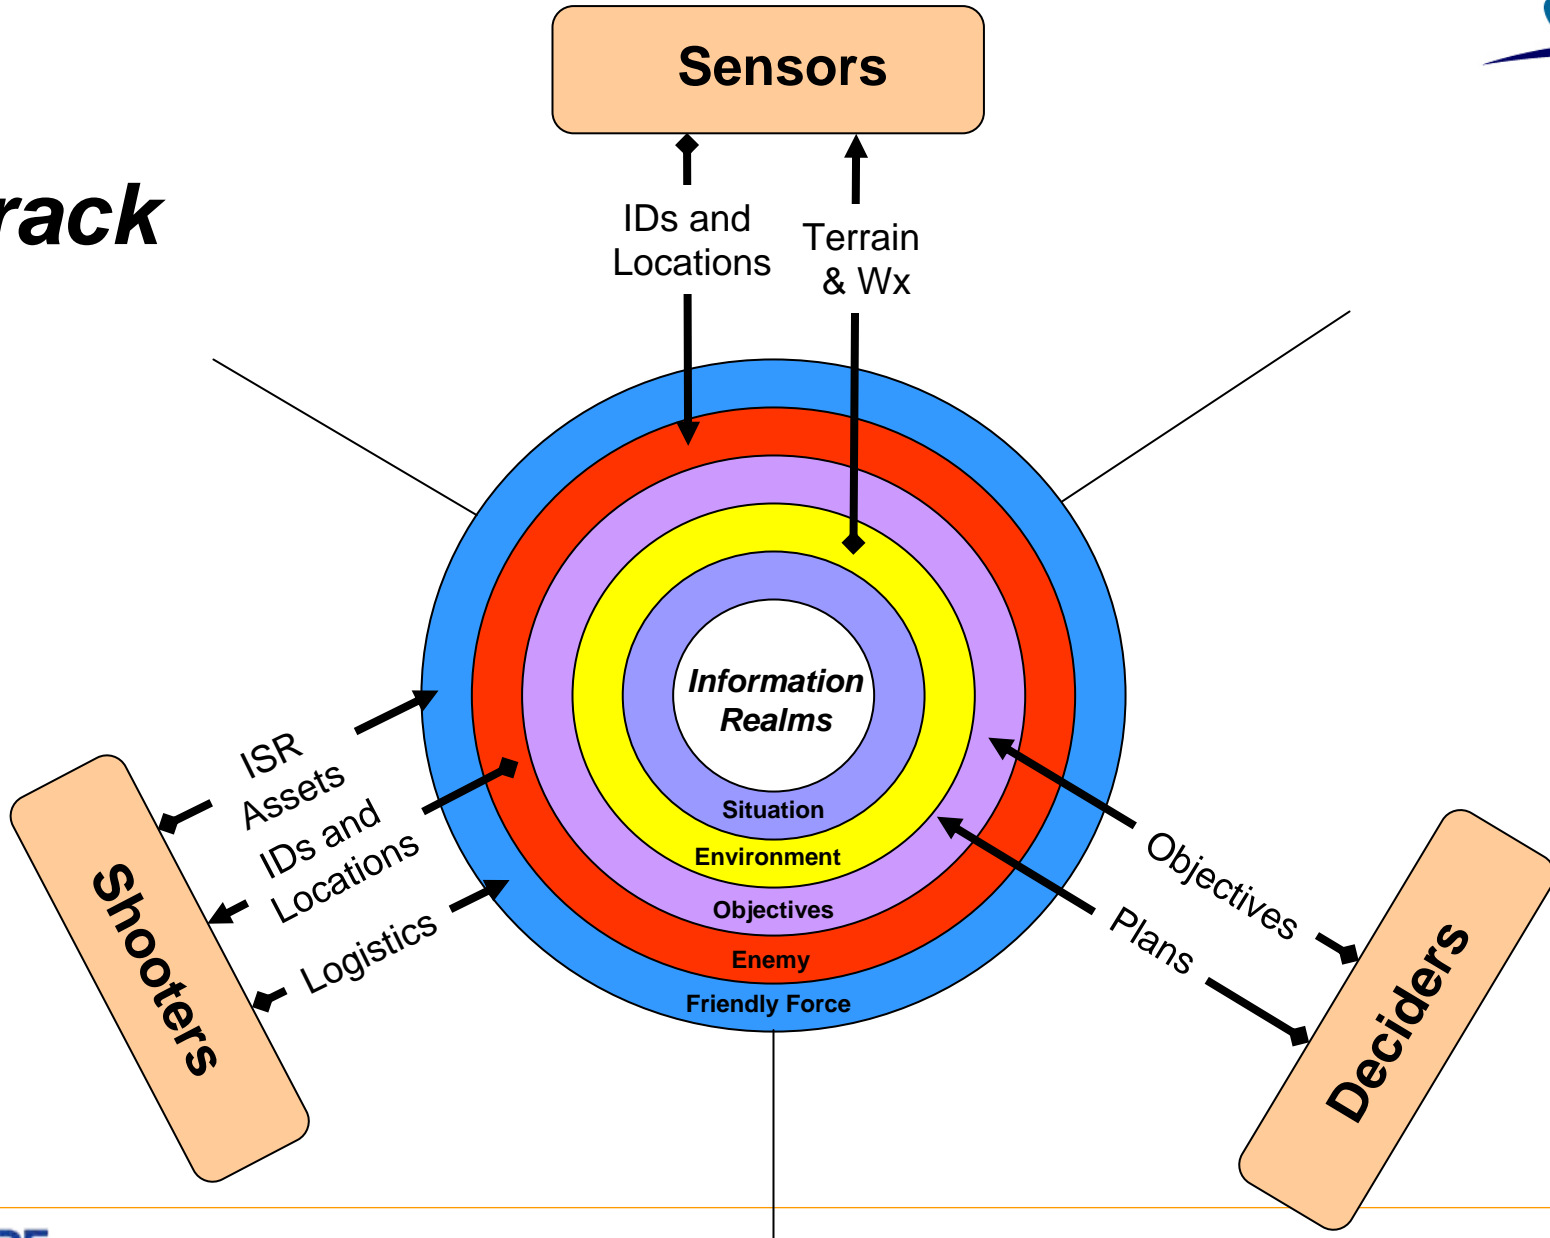 Sensors
rack
IDs and
Locations
Terrain
& Wx
Information
Realms
Situation
Environment
Objectives
Enemy
Friendly Force
ISR
Assets
IDs and
Locations
Logistics
Shooters
Objectives
Plans
Deciders